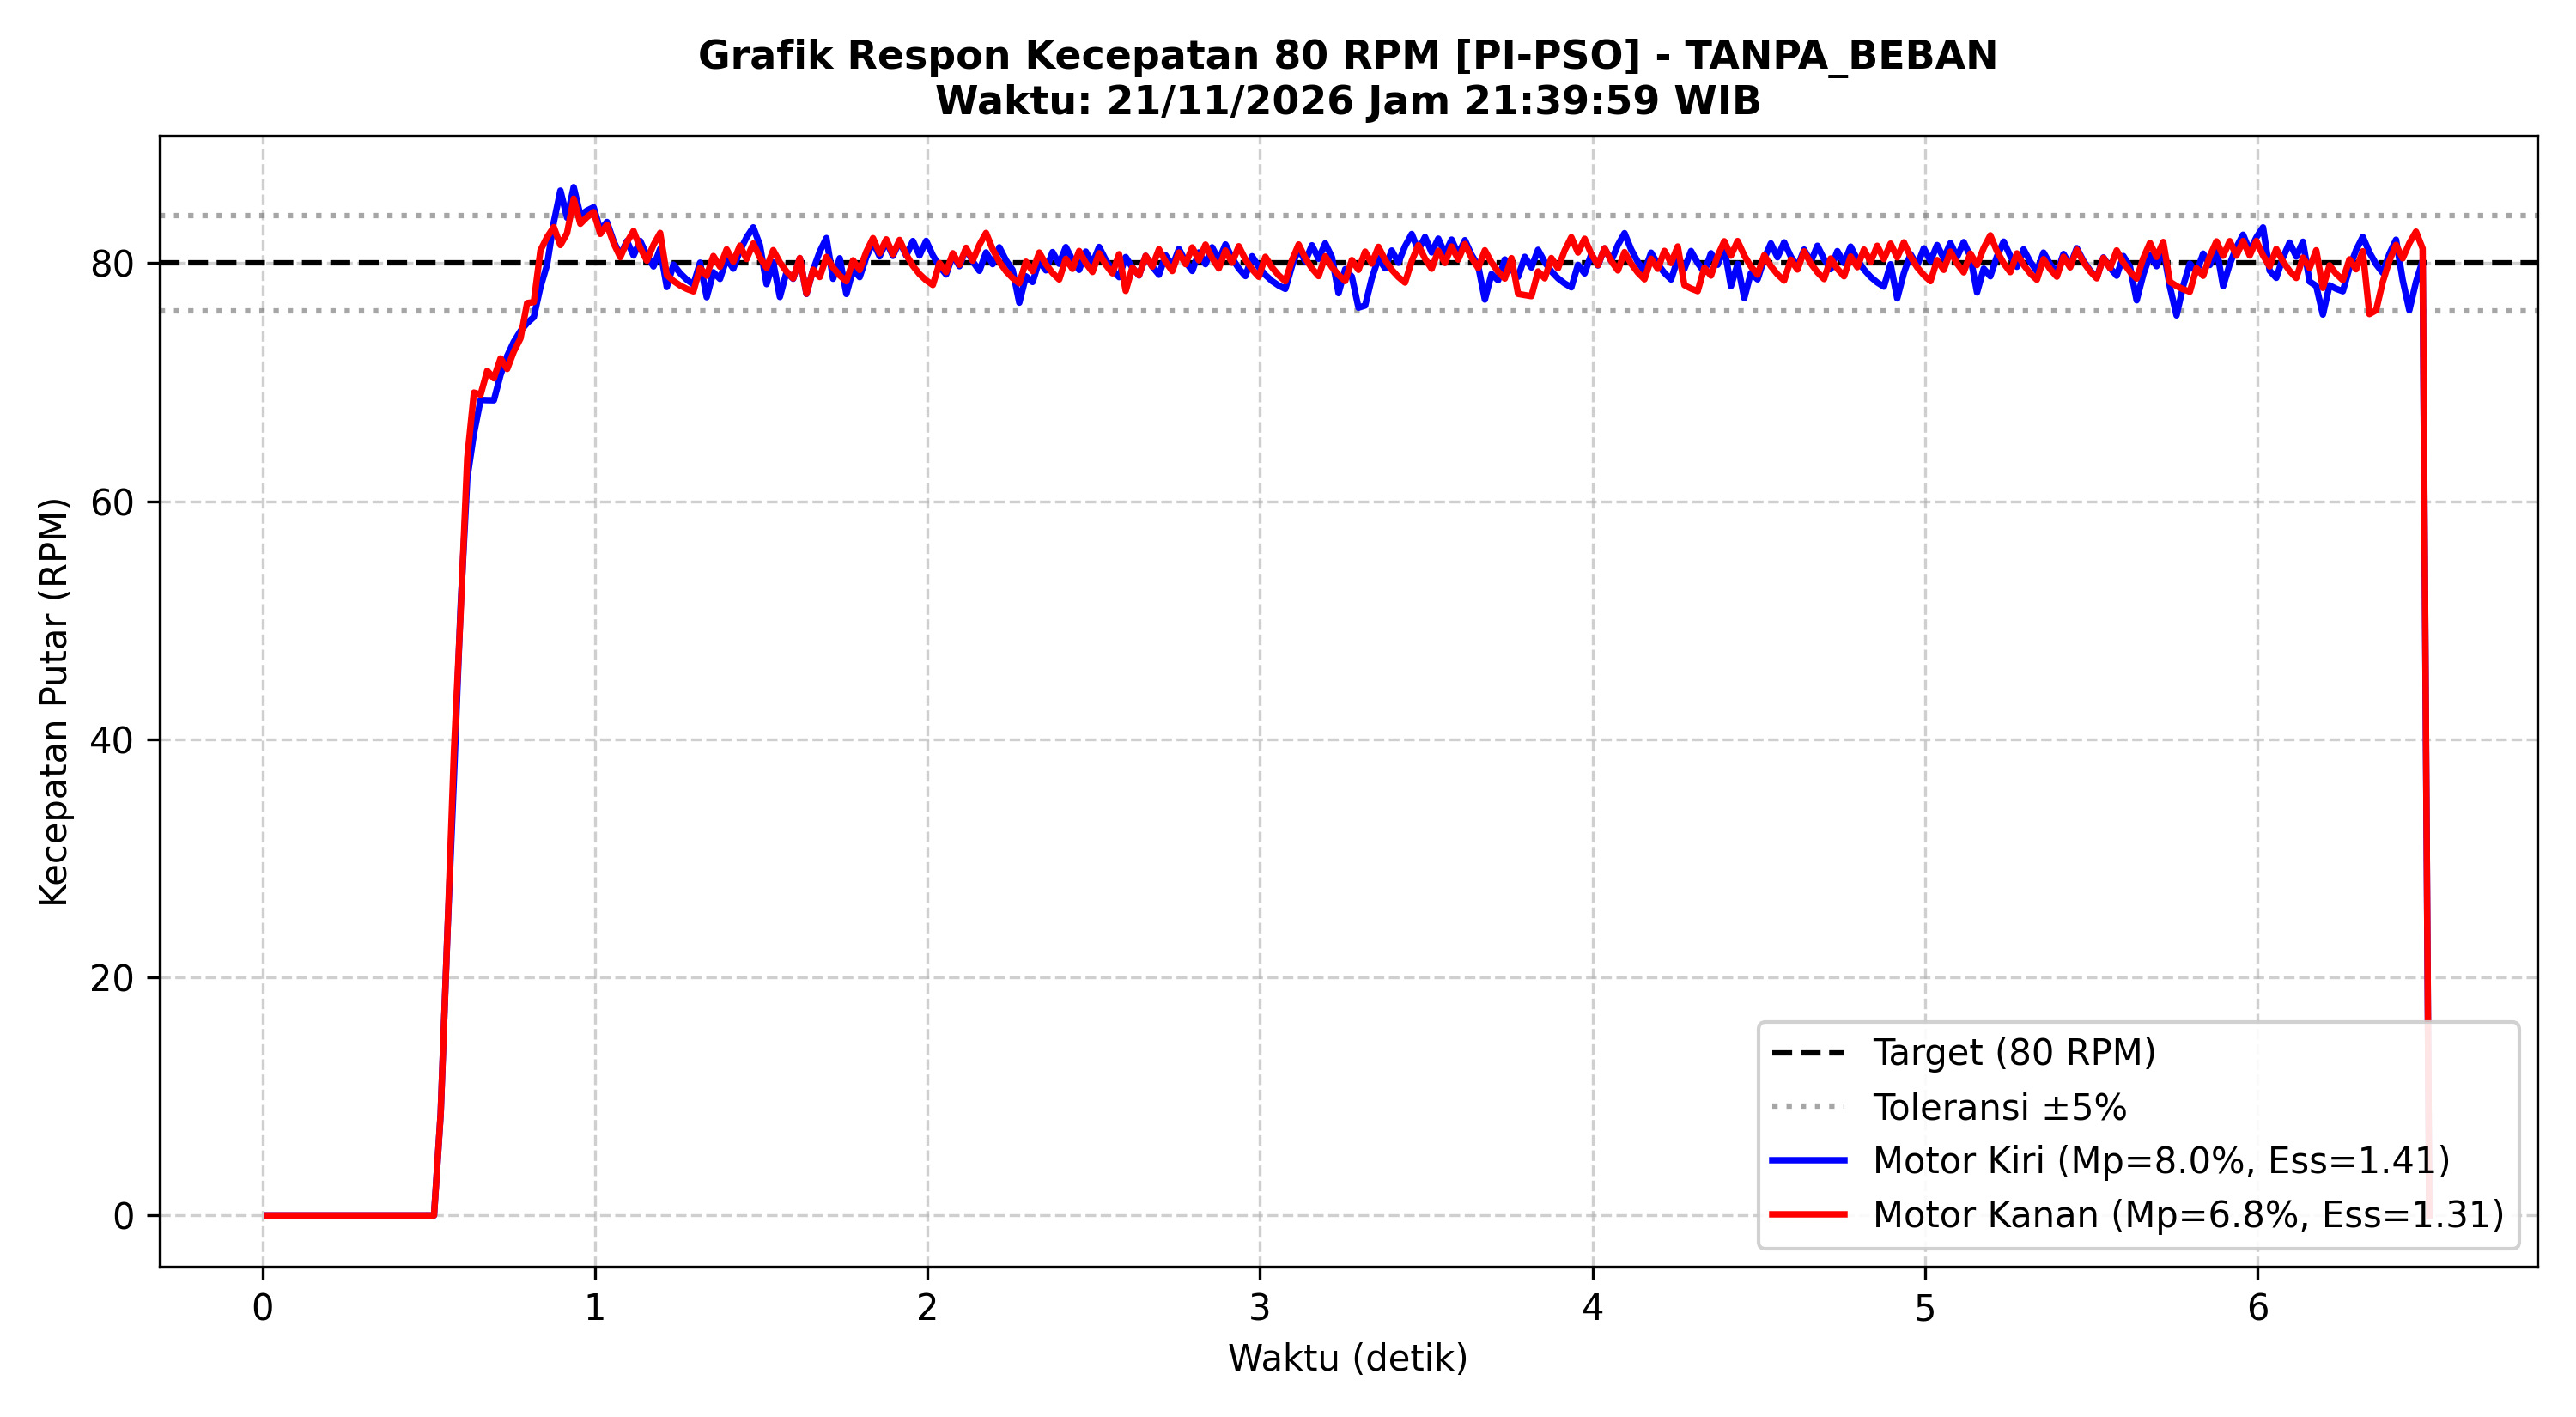 Grafik Respon Kecepatan 80 RPM [PI-PSO] - TANPA_BEBAN
Waktu: 21/11/2026 Jam 21:39:59 WIB
Kecepatan Putar (RPM)
80
60
40
20
0
Target (80 RPM)
Toleransi ±5%
Motor Kiri (Mp=8.0%, Ess=1.41)
Motor Kanan (Mp=6.8%, Ess=1.31)
0 1 2 3 4 5 6
Waktu (detik)